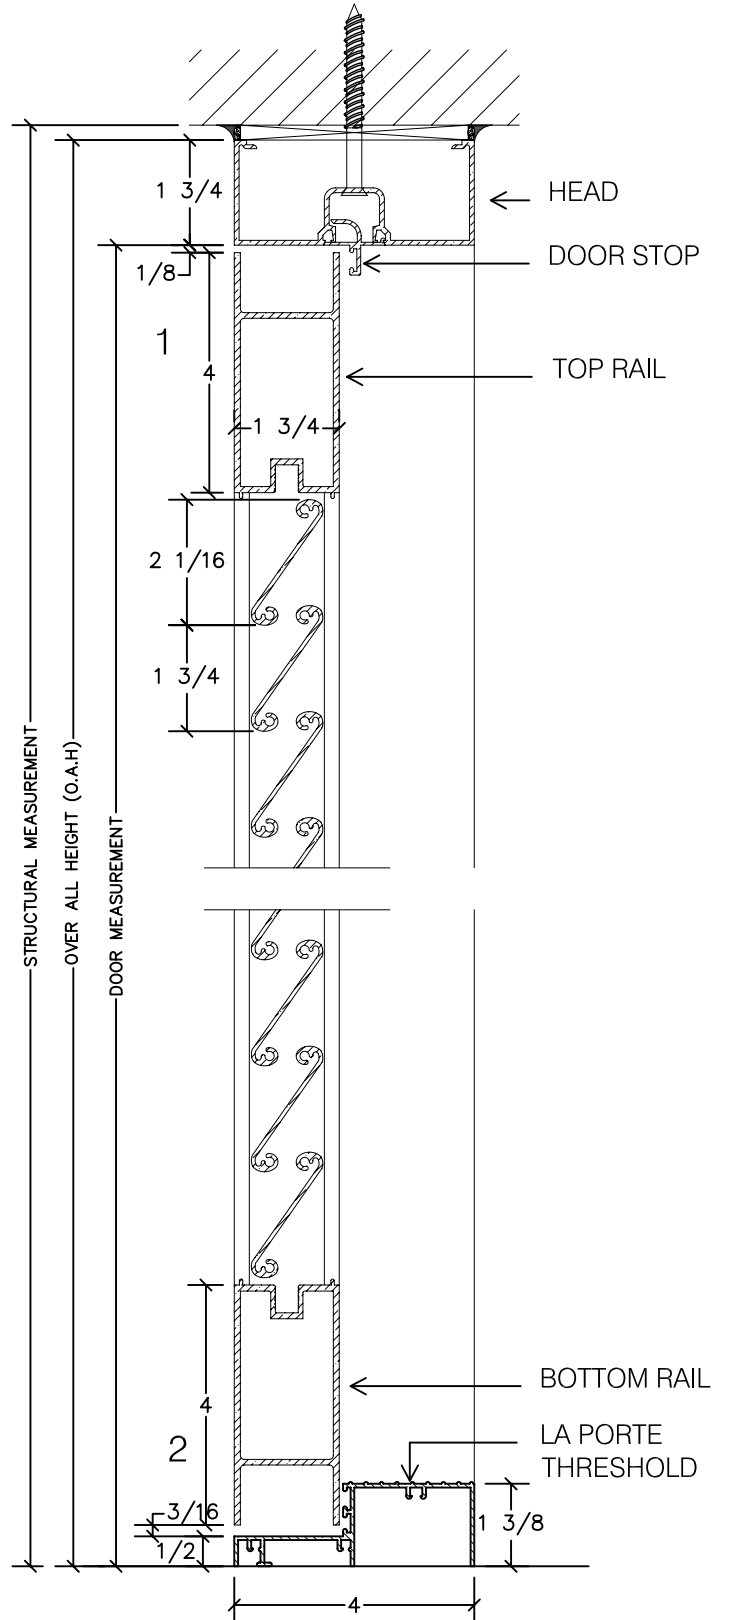 1 3/4
HEAD
DOOR STOP
1/8
1
TOP RAIL
4
1 3/4
2 1/16
1 3/4
STRUCTURAL MEASUREMENT
OVER ALL HEIGHT (O.A.H)
DOOR MEASUREMENT
BOTTOM RAIL
4
LA PORTE
THRESHOLD
2
3/16
1 3/8
1/2
4